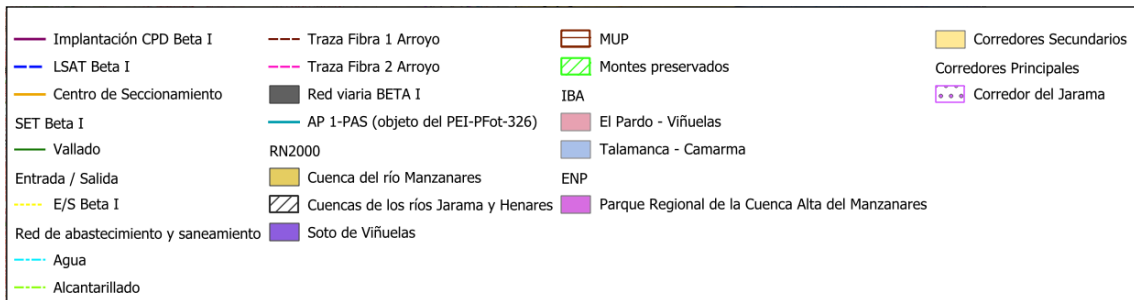 Implantación CPD Beta I
LSAT Beta I
Centro de Seccionamiento
SET Beta I
Vallado
Entrada / Salida
E/S Beta I
Red de abastecimiento y saneamiento
Agua
Alcantarillado
Traza Fibra 1 Arroyo
Traza Fibra 2 Arroyo
Red viaria BETA I
AP 1-PAS (objeto del PEI-PFot-326)
RN2000
Cuenca del río Manzanares
Cuencas de los ríos Jarama y Henares
Soto de Viñuelas
MUP
Montes preservados
IBA
El Pardo - Viñuelas
Talamanca - Camarma
ENP
Parque Regional de la Cuenca Alta del Manzanares
Corredores Secundarios
Corredores Principales
Corredor del Jarama